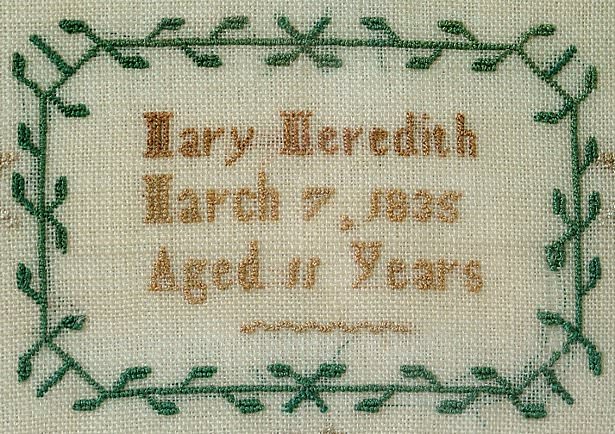 Mary Meredith
March 7, 1835
Aged 11 Years